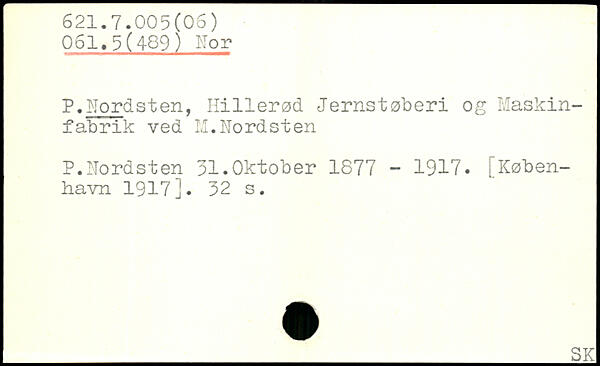 621.7.005(06)
061.5(489) Nor
P.Nordsten, Hillerød Jernstøberi og Maskin-
fabrik ved M.Nordsten
P.Nordsten 31.Oktober 1877 - 1917. [Køben-
havn 1917]. 32 s.
SK